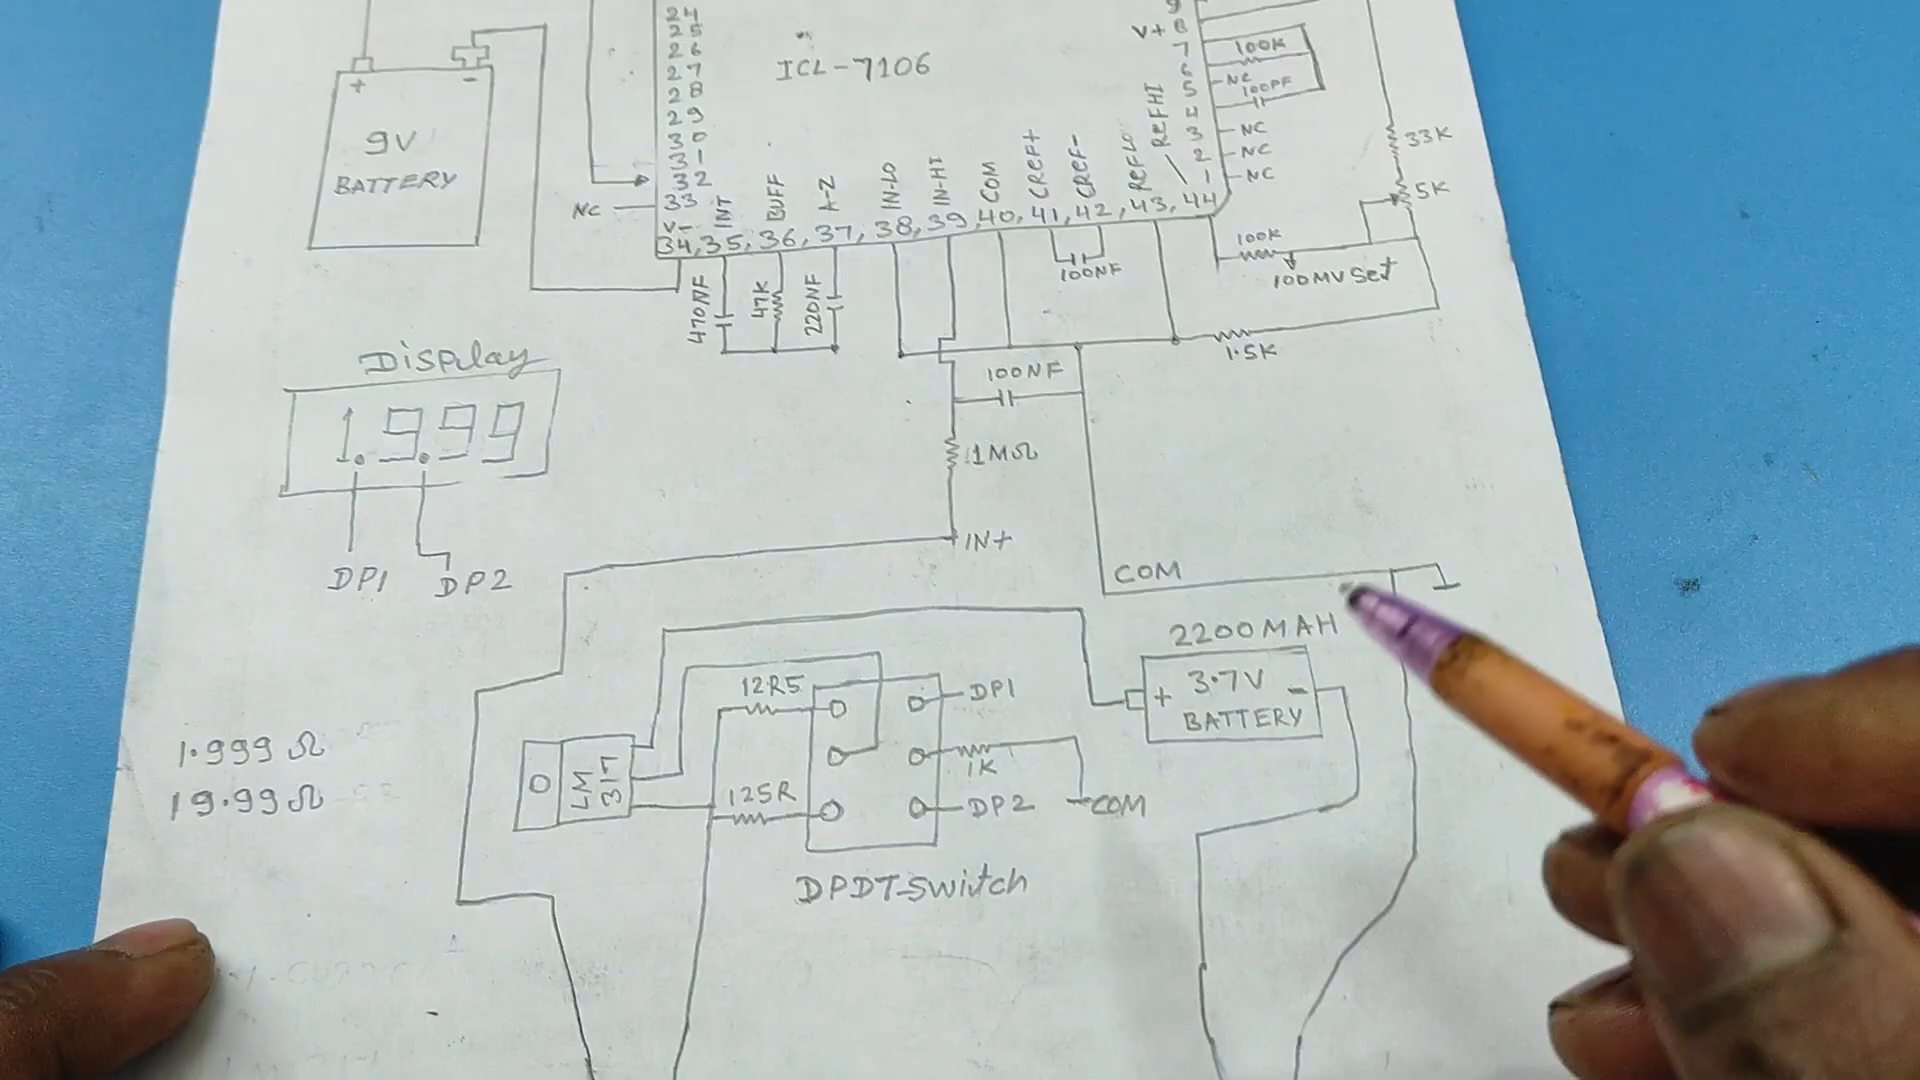 24
25
26
27
28
29
30
31
32
33
V-
34, 35, 36, 37, 38, 39, 40, 41, 42, 43, 44
INT
BUFF
A-Z
IN-LO
IN-HI
COM
CREF+
CREF-
REFLO
REFHI
ICL-7106
V+ 8
7
6
5
4
3
2
1
100K
NC
100PF
NC
NC
NC
33K
5K
+
-
9V
BATTERY
NC
470NF
47K
220NF
100NF
100K
100MV Set
1.5K
Display
1.999
DP1
DP2
100NF
1MΩ
IN+
COM
2200MAH
+ 3.7V -
BATTERY
12R5
DP1
LM
317
1K
125R
DP2
COM
DPDT Switch
1.999 Ω
19.99 Ω